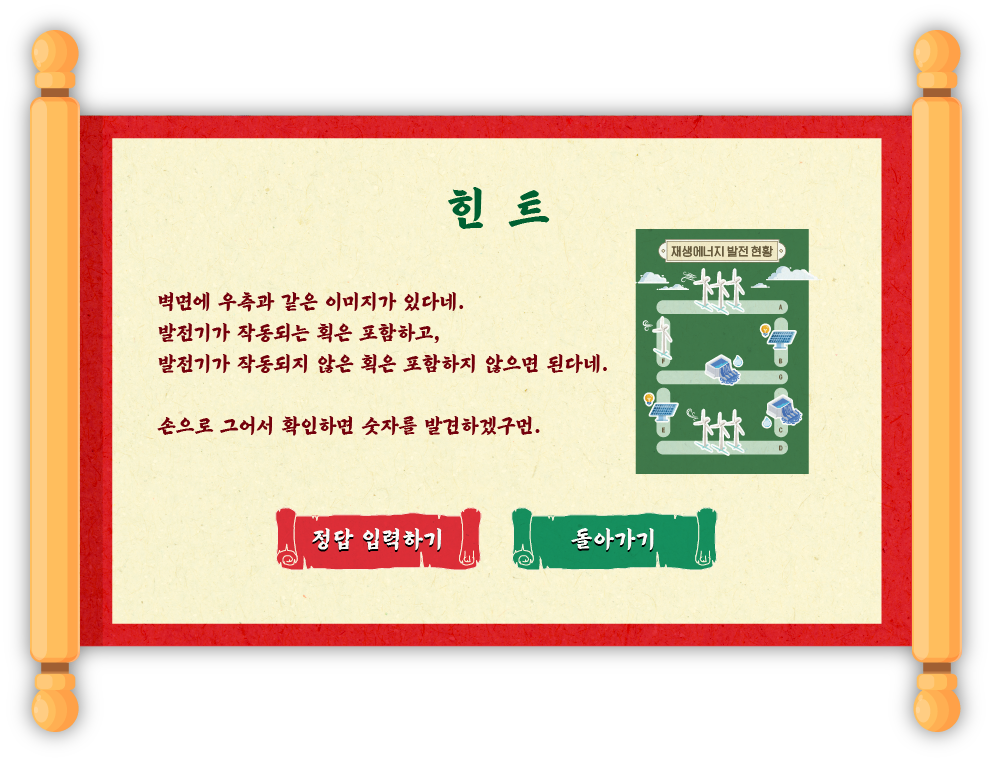 힌 트
재생에너지 발전 현황
벽면에 우측과 같은 이미지가 있다네.
발전기가 작동되는 획은 포함하고,
발전기가 작동되지 않은 획은 포함하지 않으면 된다네.
손으로 그어서 확인하면 숫자를 발견하겠구먼.
A
F
B
G
E
C
D
정답 입력하기
돌아가기